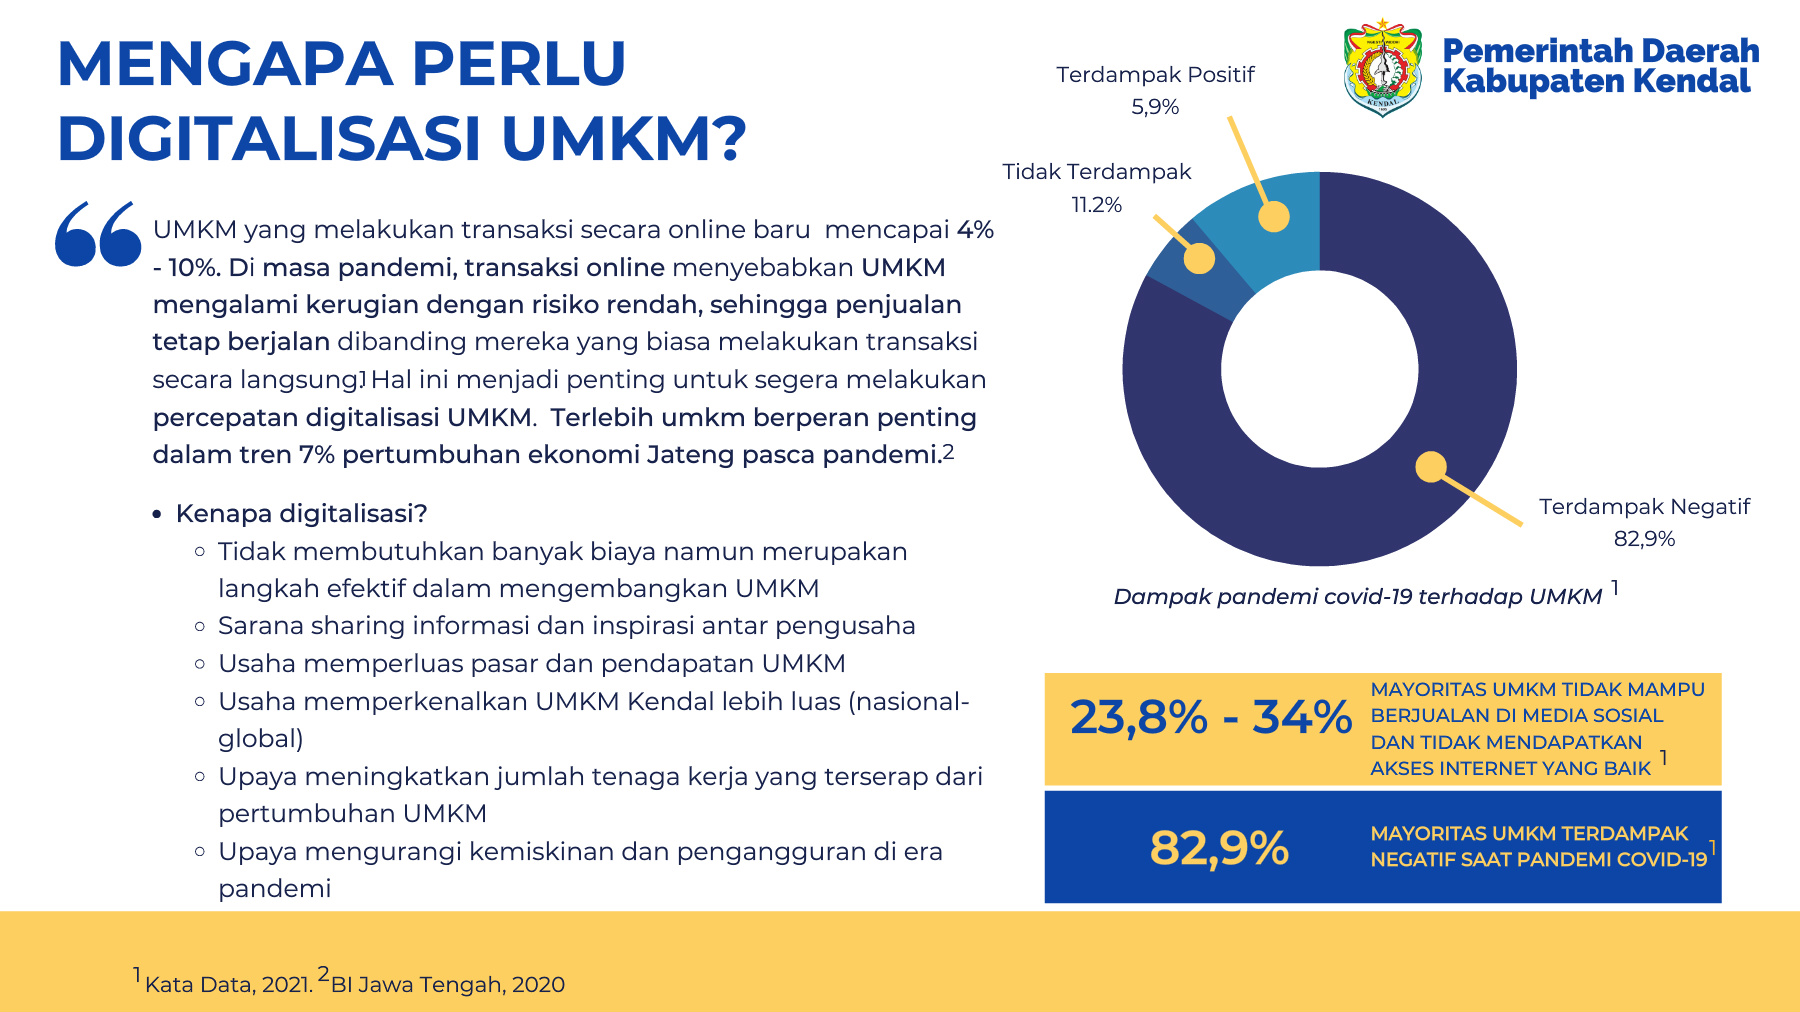 MENGAPA PERLU
DIGITALISASI UMKM?
UMKM yang melakukan transaksi secara online baru mencapai 4%
- 10%. Di masa pandemi, transaksi online menyebabkan UMKM
mengalami kerugian dengan risiko rendah, sehingga penjualan
tetap berjalan dibanding mereka yang biasa melakukan transaksi
secara langsung.1 Hal ini menjadi penting untuk segera melakukan
percepatan digitalisasi UMKM. Terlebih umkm berperan penting
dalam tren 7% pertumbuhan ekonomi Jateng pasca pandemi.2
• Kenapa digitalisasi?
◦ Tidak membutuhkan banyak biaya namun merupakan
langkah efektif dalam mengembangkan UMKM
◦ Sarana sharing informasi dan inspirasi antar pengusaha
◦ Usaha memperluas pasar dan pendapatan UMKM
◦ Usaha memperkenalkan UMKM Kendal lebih luas (nasional-
global)
◦ Upaya meningkatkan jumlah tenaga kerja yang terserap dari
pertumbuhan UMKM
◦ Upaya mengurangi kemiskinan dan pengangguran di era
pandemi
KENDAL
Pemerintah Daerah
Kabupaten Kendal
Terdampak Positif
5,9%
Tidak Terdampak
11.2%
Terdampak Negatif
82,9%
Dampak pandemi covid-19 terhadap UMKM 1
23,8% - 34%
MAYORITAS UMKM TIDAK MAMPU
BERJUALAN DI MEDIA SOSIAL
DAN TIDAK MENDAPATKAN
AKSES INTERNET YANG BAIK 1
82,9%
MAYORITAS UMKM TERDAMPAK
NEGATIF SAAT PANDEMI COVID-19 1
1 Kata Data, 2021. 2 BI Jawa Tengah, 2020